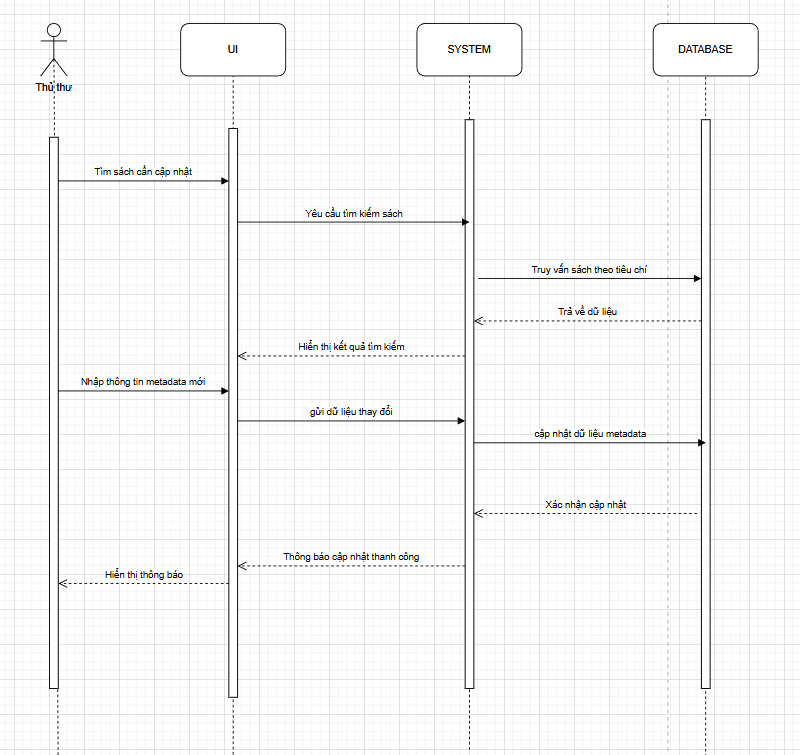 UI
SYSTEM
DATABASE
Thủ thư
Tìm sách cần cập nhật
Yêu cầu tìm kiếm sách
Truy vấn sách theo tiêu chí
Trả về dữ liệu
Hiển thị kết quả tìm kiếm
Nhập thông tin metadata mới
gửi dữ liệu thay đổi
cập nhật dữ liệu metadata
Xác nhận cập nhật
Thông báo cập nhật thanh công
Hiển thị thông báo